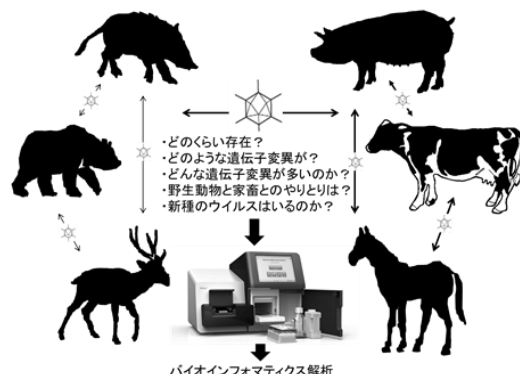 ・どのくらい存在？
・どのような遺伝子変異が？
・どんな遺伝子変異が多いのか？
・野生動物と家畜とのやりとりは？
・新種のウイルスはいるのか？
バイオインフォマティクス解析